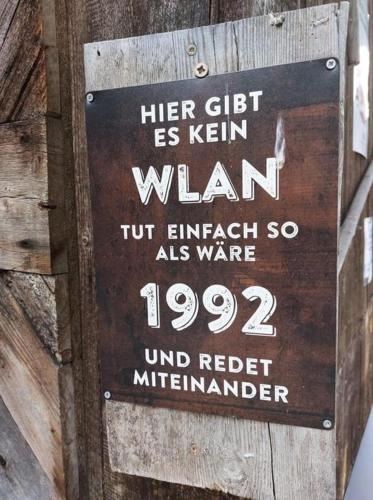 HIER GIBT
ES KEIN
WLAN
TUT EINFACH SO
ALS WÄRE
1992
UND REDET
MITEINANDER